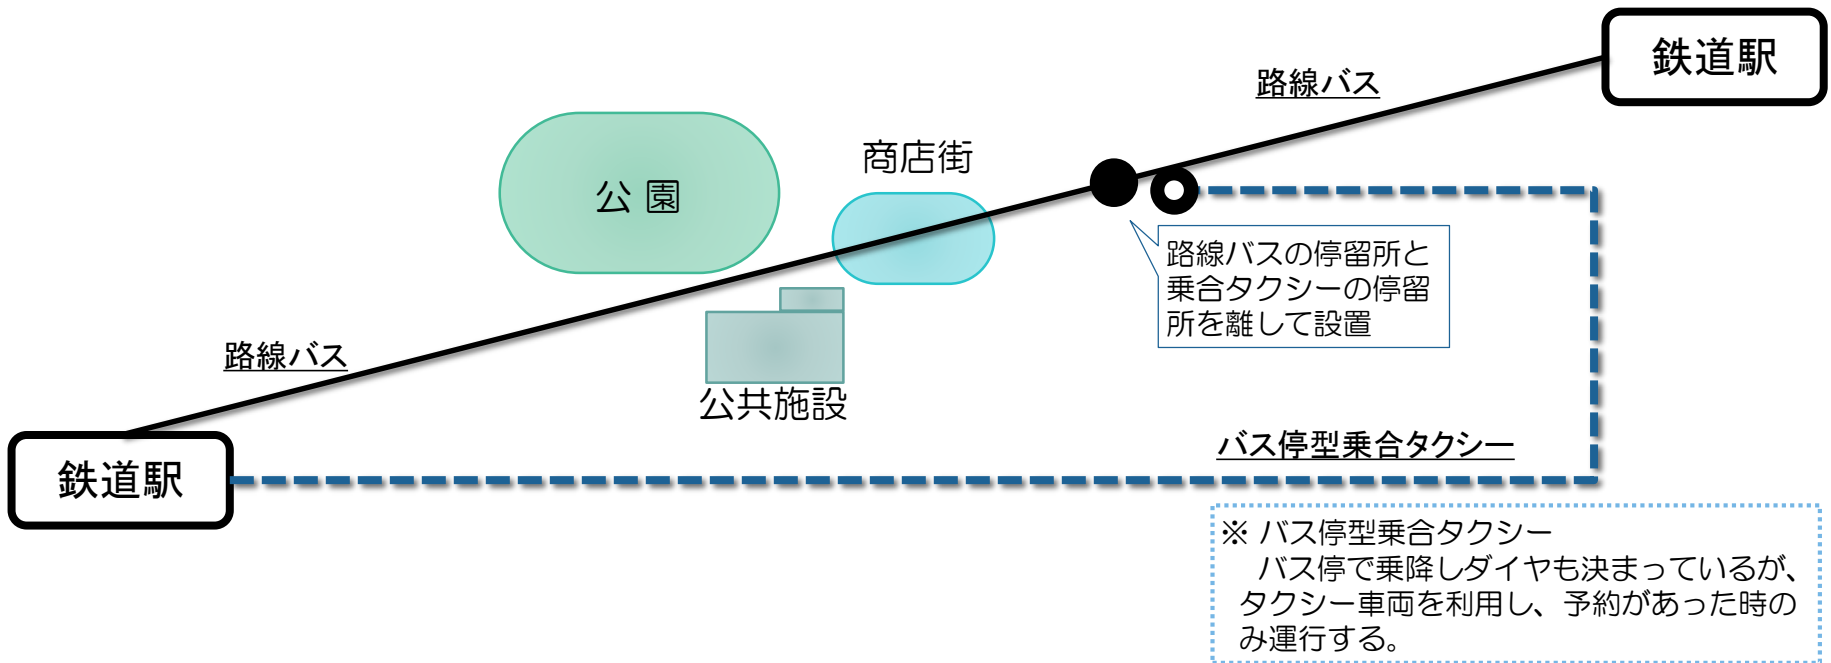 鉄道駅
路線バス
商店街
公 園
路線バスの停留所と
乗合タクシーの停留
所を離して設置
路線バス
公共施設
バス停型乗合タクシー
鉄道駅
※ バス停型乗合タクシー
バス停で乗降しダイヤも決まっているが、
タクシー車両を利用し、予約があった時の
み運行する。